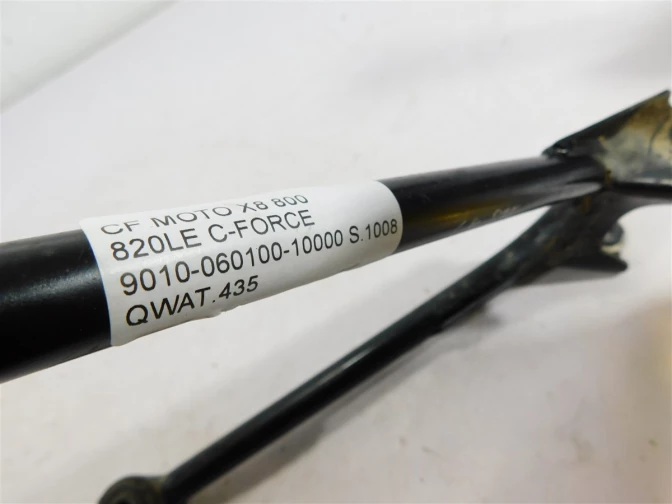 CF MOTO X8 800
820LE C-FORCE
9010-060100-10000 S.1008
QWAT.435